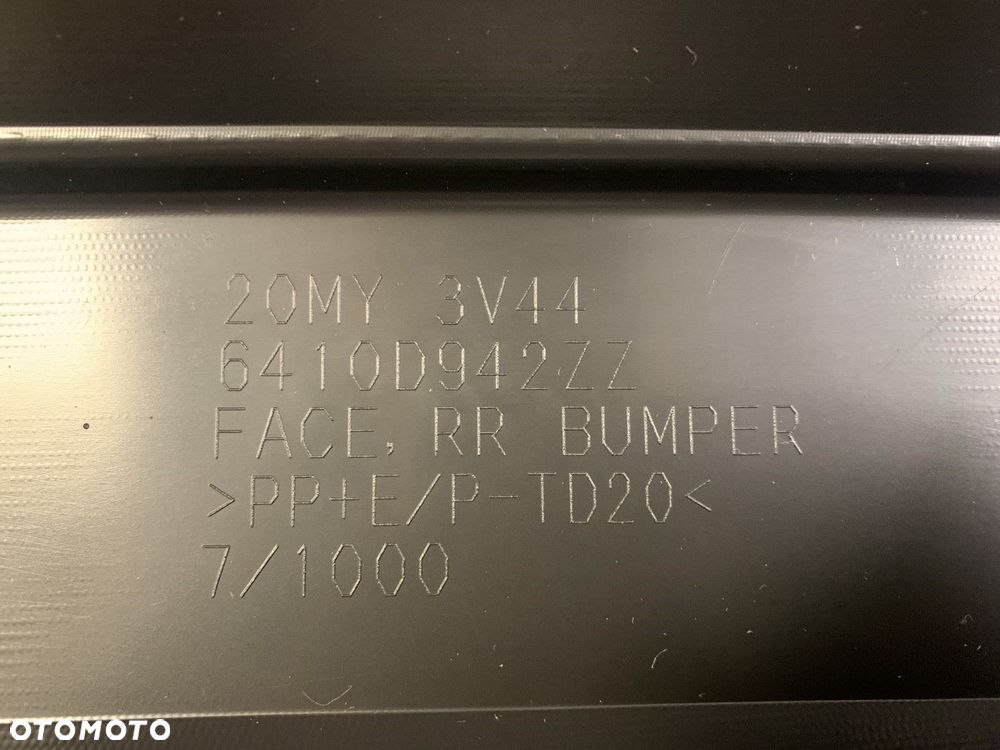 20MY 3V44
6410D942ZZ
FACE, RR BUMPER
>PP+E/P-TD20<
7/1000
OTOMOTO